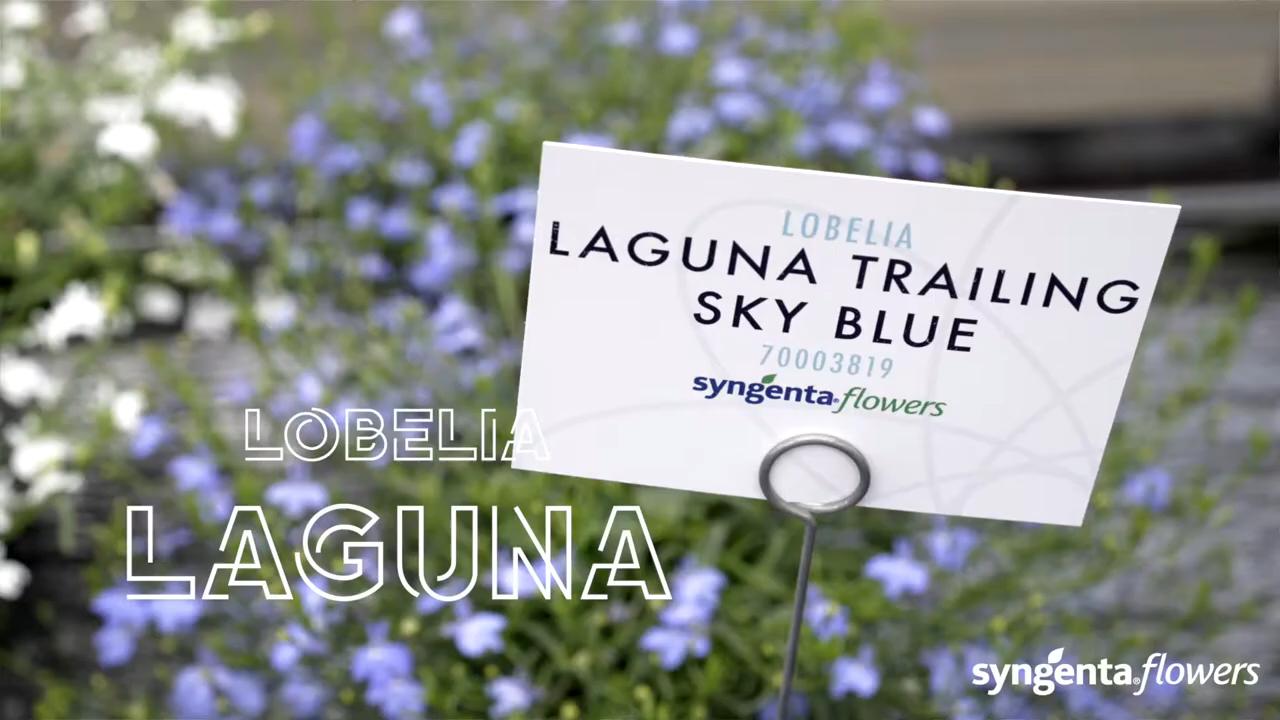 LOBELIA
LAGUNA TRAILING
SKY BLUE
70003819
syngenta flowers
LOBELIA
LAGUNA
syngenta flowers